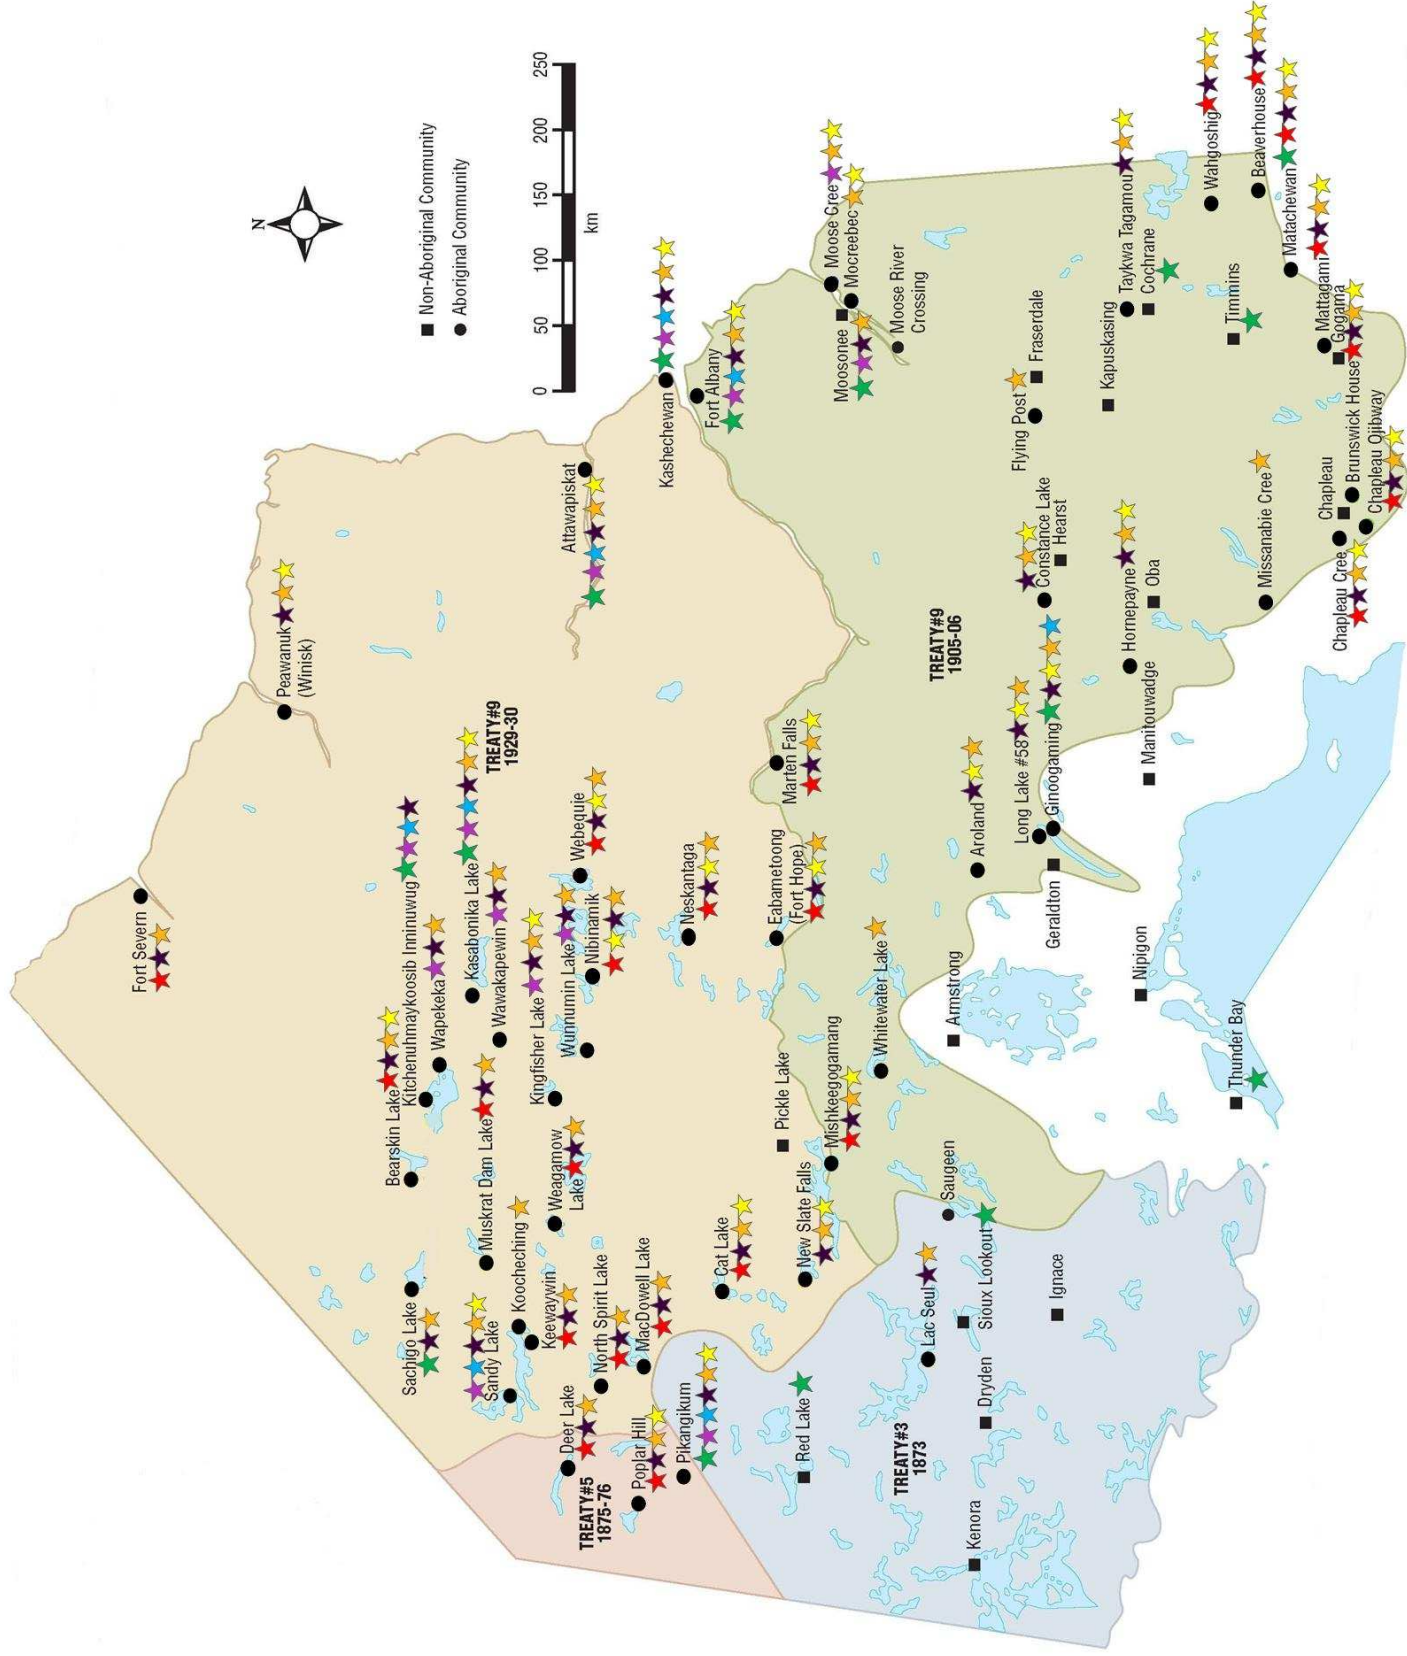 N
Non-Aboriginal Community
Aboriginal Community
0 50 100 150 200 250
km
Fort Severn
Peawanuk
(Winisk)
Bearskin Lake
Kitchenuhmaykoosib Inninuwug
Wapekeka
Sachigo Lake
Muskrat Dam Lake
Kasabonika Lake
Wawakapewin
TREATY#9
1929-30
Sandy Lake
Koocheching
Kingfisher Lake
Wunnumin Lake
Webequie
Nibinamik
Attawapiskat
Keewaywin
Weagamow
Lake
Deer Lake
North Spirit Lake
MacDowell Lake
TREATY#5
1875-76
Poplar Hill
Pikangikum
Kashechewan
Fort Albany
Cat Lake
Neskantaga
Eabametoong
(Fort Hope)
Marten Falls
Pickle Lake
New Slate Falls
Mishkeegogamang
Red Lake
Whitewater Lake
Moose Cree
Mocreebec
Moosonee
Moose River
Crossing
TREATY#3
1873
Lac Seul
Saugeen
Sioux Lookout
Armstrong
Aroland
TREATY#9
1905-06
Dryden
Kenora
Ignace
Long Lake #58
Ginoogaming
Geraldton
Constance Lake
Hearst
Flying Post
Fraserdale
Kapuskasing
Taykwa Tagamou
Cochrane
Nipigon
Manitouwadge
Hornepayne
Oba
Thunder Bay
Timmins
Wahgoshig
Beaverhouse
Matachewan
Missanabie Cree
Mattagami
Gogama
Chapleau
Brunswick House
Chapleau Cree
Chapleau Ojibway